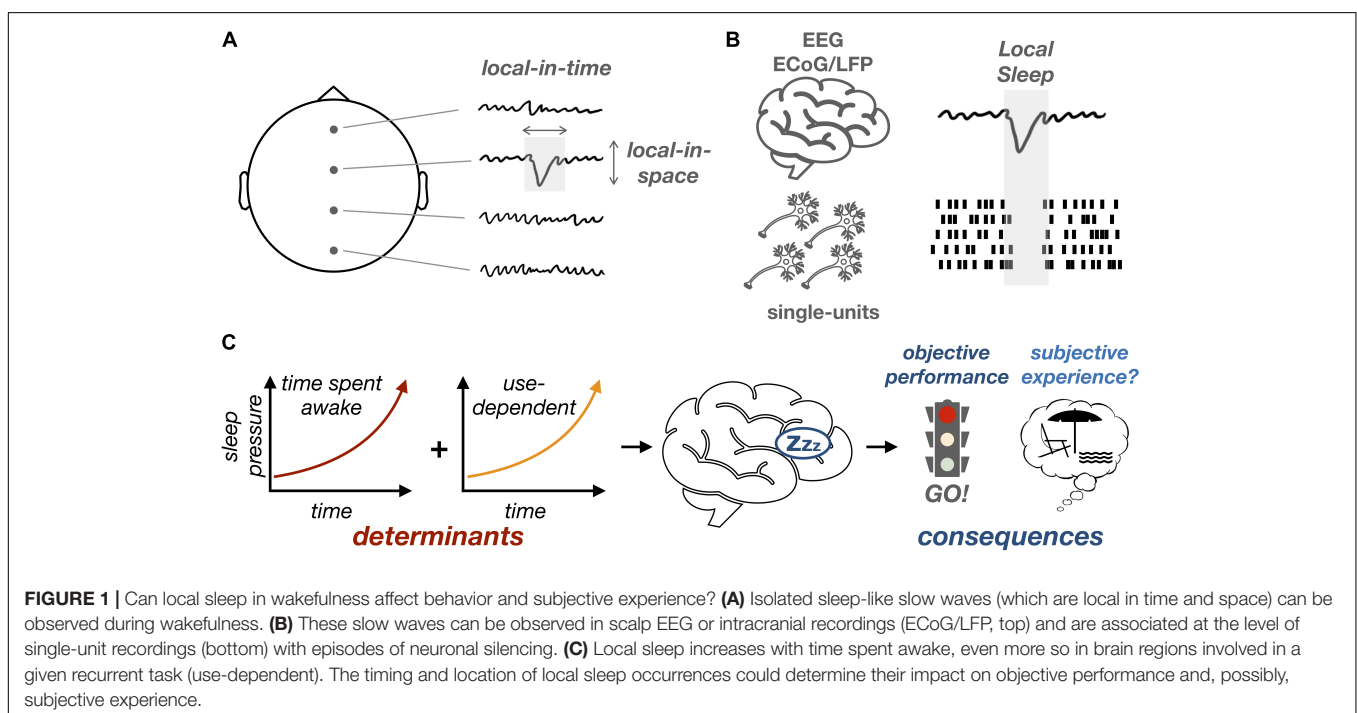 A
local-in-time
local-in-
space
B
EEG
ECoG/LFP
Local
Sleep
single-units
C
sleep
pressure
time spent
awake
time
+
use-
dependent
time
determinants
zzz
objective
performance
GO!
subjective
experience?
consequences
FIGURE 1 | Can local sleep in wakefulness affect behavior and subjective experience? (A) Isolated sleep-like slow waves (which are local in time and space) can be
observed during wakefulness. (B) These slow waves can be observed in scalp EEG or intracranial recordings (ECoG/LFP, top) and are associated at the level of
single-unit recordings (bottom) with episodes of neuronal silencing. (C) Local sleep increases with time spent awake, even more so in brain regions involved in a
given recurrent task (use-dependent). The timing and location of local sleep occurrences could determine their impact on objective performance and, possibly,
subjective experience.